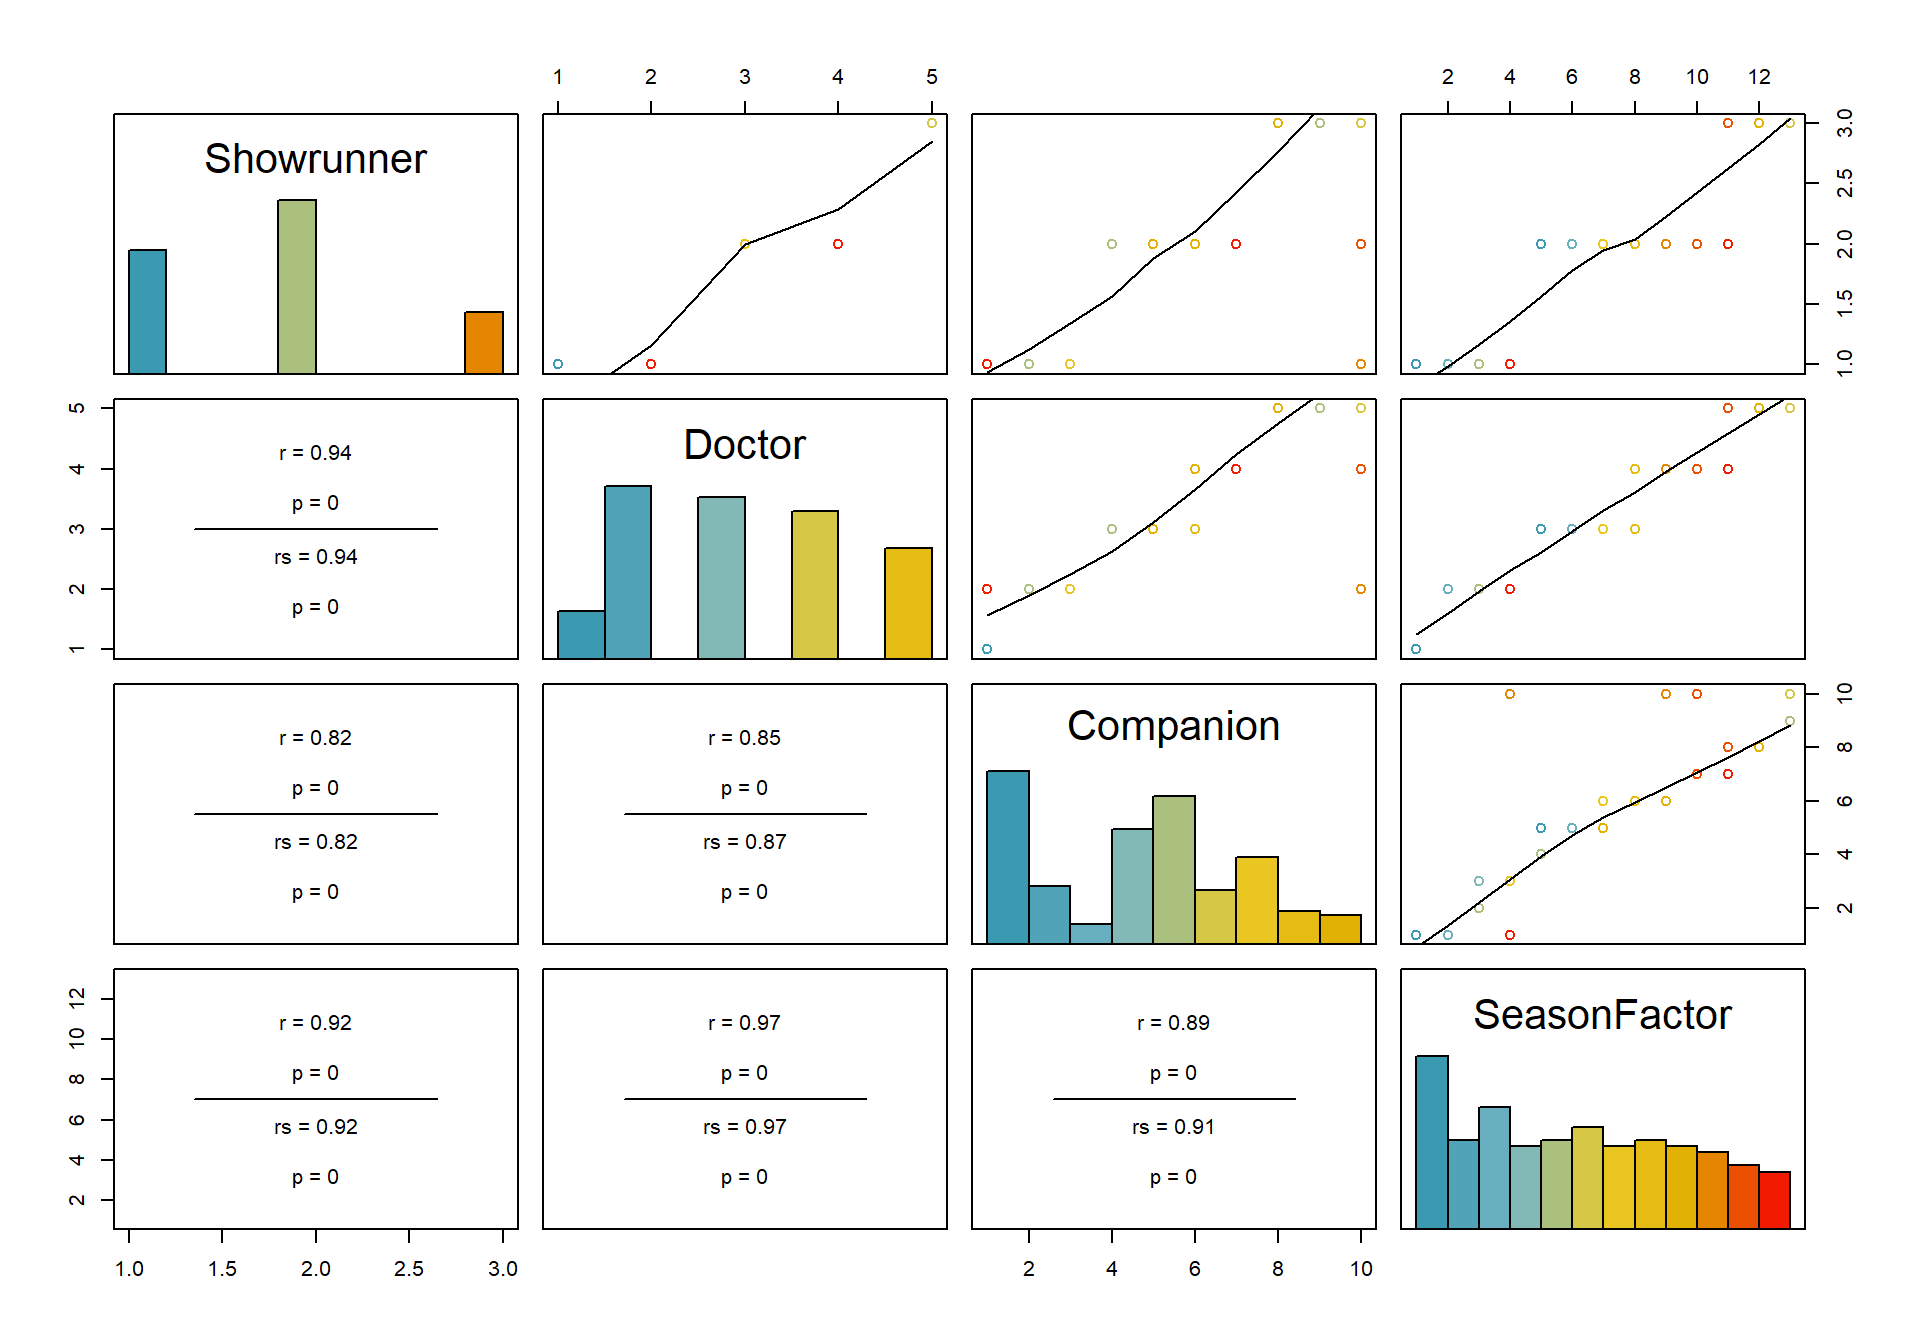 1 2 3 4 5
2 4 6 8 10 12
Showrunner
1.0 1.5 2.0 2.5 3.0
1 2 3 4 5
r = 0.94
p = 0
rs = 0.94
p = 0
Doctor
r = 0.82
p = 0
rs = 0.82
p = 0
r = 0.85
p = 0
rs = 0.87
p = 0
Companion
2 4 6 8 10
2 4 6 8 10 12
r = 0.92
p = 0
rs = 0.92
p = 0
r = 0.97
p = 0
rs = 0.97
p = 0
r = 0.89
p = 0
rs = 0.91
p = 0
SeasonFactor
1.0 1.5 2.0 2.5 3.0
2 4 6 8 10